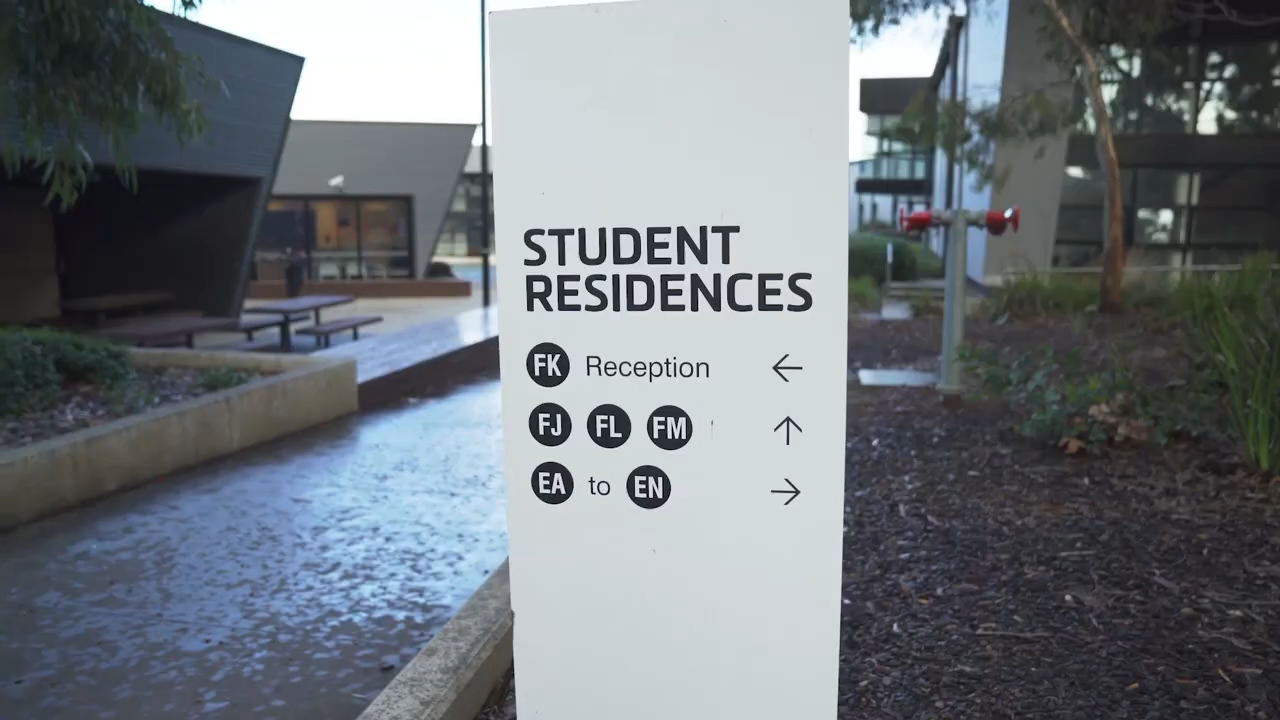 STUDENT
RESIDENCES
FK Reception ←
FJ FL FM ↑
EA to EN →